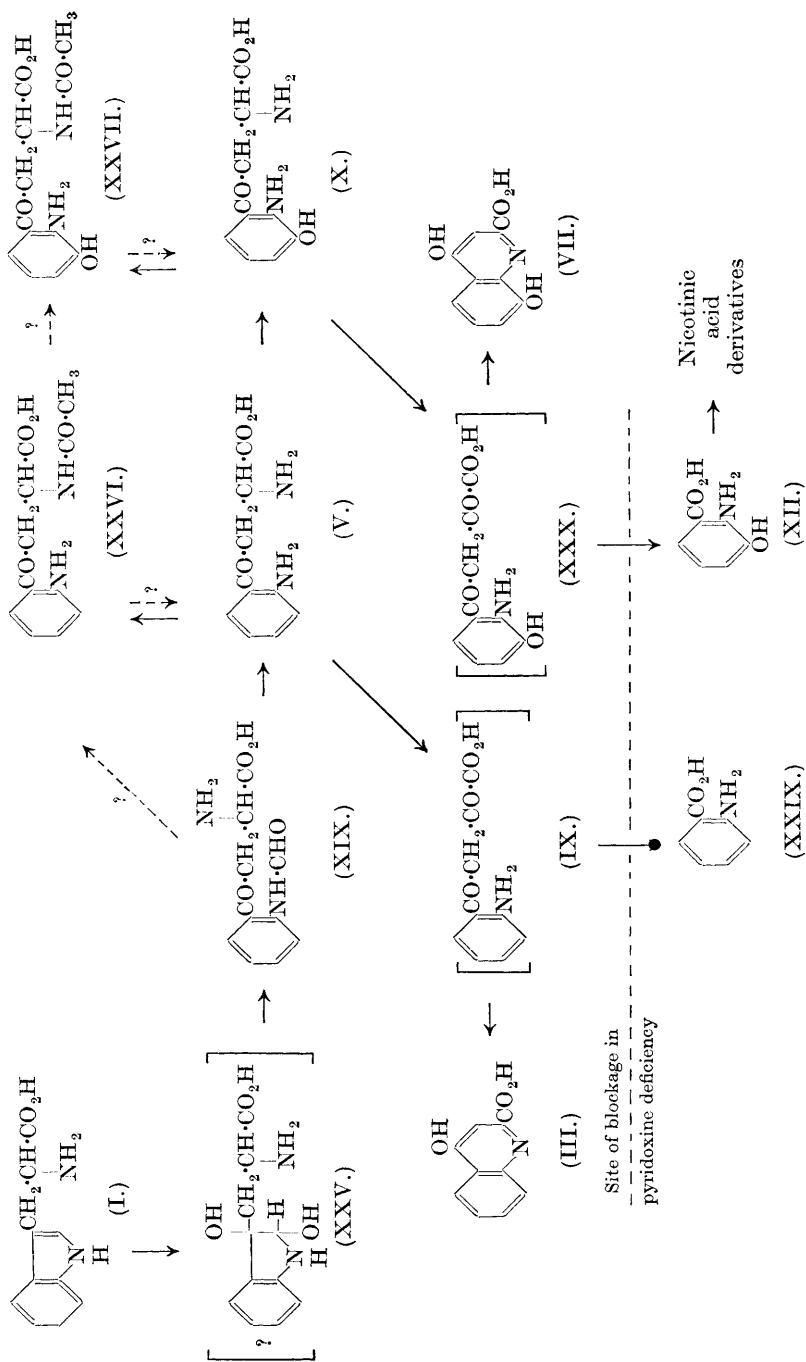 CO·CH₂·CH·CO₂H
NH·CO·CH₃
NH₂
(XXVI.)
?
CO·CH₂·CH·CO₂H
NH·CO·CH₃
NH₂
OH
(XXVII.)
CH₂·CH·CO₂H
NH₂
N
H
(I.)
?
?
?
?
OH
CH₂·CH·CO₂H
H
NH₂
N
H
OH
(XXV.)
NH₂
CO·CH₂·CH·CO₂H
NH·CHO
(XIX.)
CO·CH₂·CH·CO₂H
NH₂
NH₂
(V.)
CO·CH₂·CH·CO₂H
NH₂
NH₂
OH
(X.)
OH
CO₂H
N
(III.)
CO·CH₂·CO·CO₂H
NH₂
(IX.)
CO·CH₂·CO·CO₂H
NH₂
OH
(XXX.)
OH
CO₂H
N
OH
(VII.)
Site of blockage in
pyridoxine deficiency
CO₂H
NH₂
(XXIX.)
CO₂H
NH₂
OH
(XII.)
Nicotinic
acid
derivatives